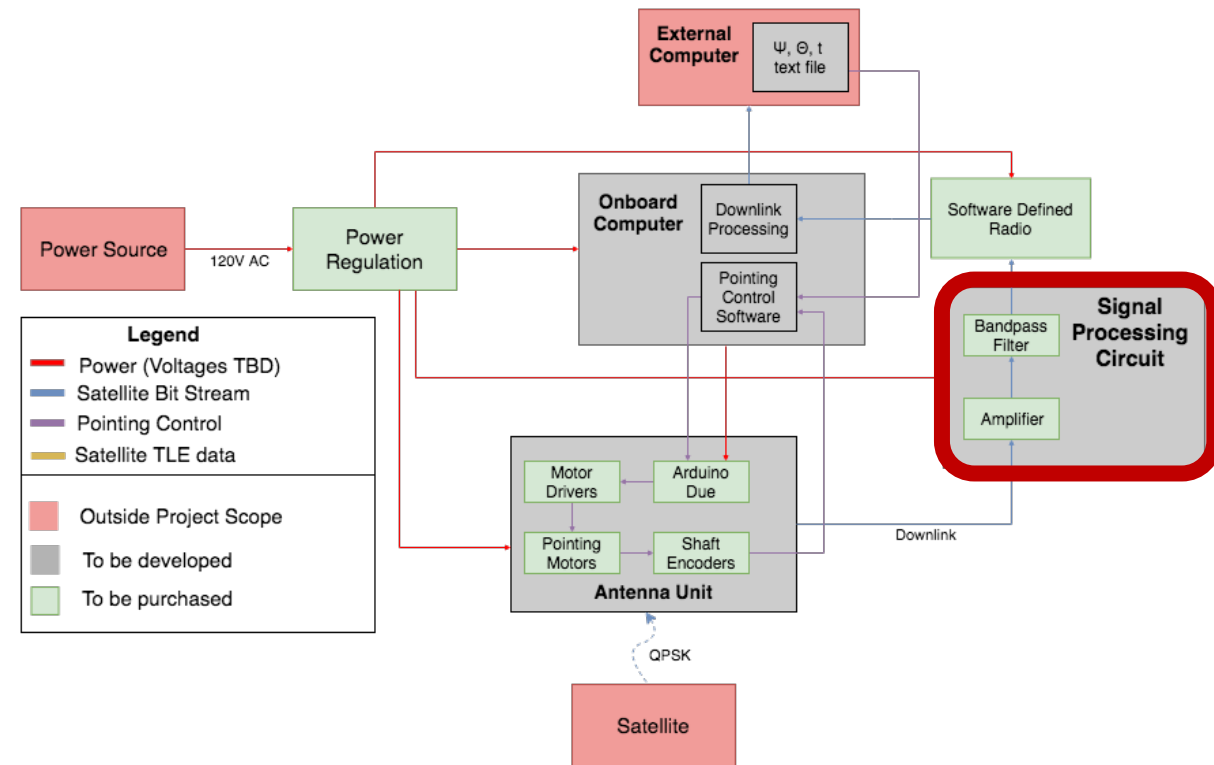 External
Computer
Ψ, Θ, t
text file
Onboard
Computer
Downlink
Processing
Pointing
Control
Software
Software Defined
Radio
Power Source
120V AC
Power
Regulation
Signal
Processing
Circuit
Bandpass
Filter
Amplifier
Legend
Power (Voltages TBD)
Satellite Bit Stream
Pointing Control
Satellite TLE data
Outside Project Scope
To be developed
To be purchased
Motor
Drivers
Arduino
Due
Pointing
Motors
Shaft
Encoders
Antenna Unit
Downlink
QPSK
Satellite